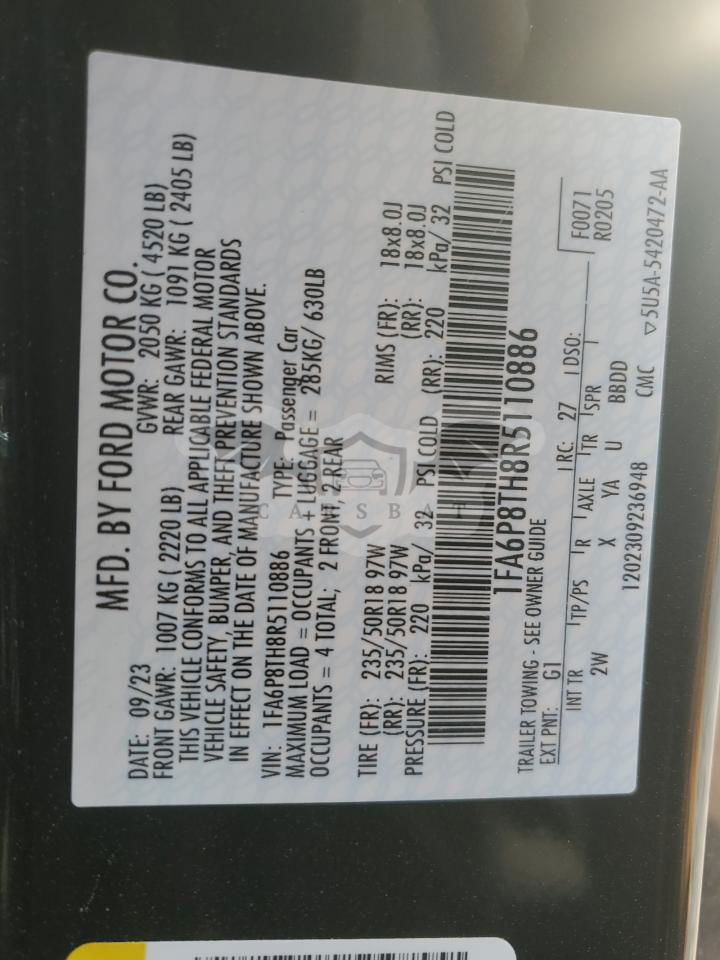 MFD. BY FORD MOTOR CO.
DATE: 09/23 GVWR: 2050 KG ( 4520 LB)
FRONT GAWR: 1007 KG ( 2220 LB) REAR GAWR: 1091 KG ( 2405 LB)
THIS VEHICLE CONFORMS TO ALL APPLICABLE FEDERAL MOTOR
VEHICLE SAFETY, BUMPER, AND THEFT PREVENTION STANDARDS
IN EFFECT ON THE DATE OF MANUFACTURE SHOWN ABOVE.
VIN: 1FA6P8TH8R5110886 TYPE: Passenger Car
MAXIMUM LOAD = OCCUPANTS + LUGGAGE = 285KG/ 630LB
OCCUPANTS = 4 TOTAL; 2 FRONT, 2 REAR
TIRE (FR): 235/50R18 97W RIMS (FR): 18x8.0J
(RR): 235/50R18 97W (RR): 18x8.0J
PRESSURE (FR): 220 kPa/ 32 PSI COLD (RR): 220 kPa/ 32 PSI COLD
1FA6P8TH8R5110886
TRAILER TOWING - SEE OWNER GUIDE
EXT PNT: G1 RC: 27 DSO: F0071
INT TR TP/PS R AXLE TR SPR R0205
2W X YA U BBDD
1202309236948 CMC ▽5U5A-5420472-AA